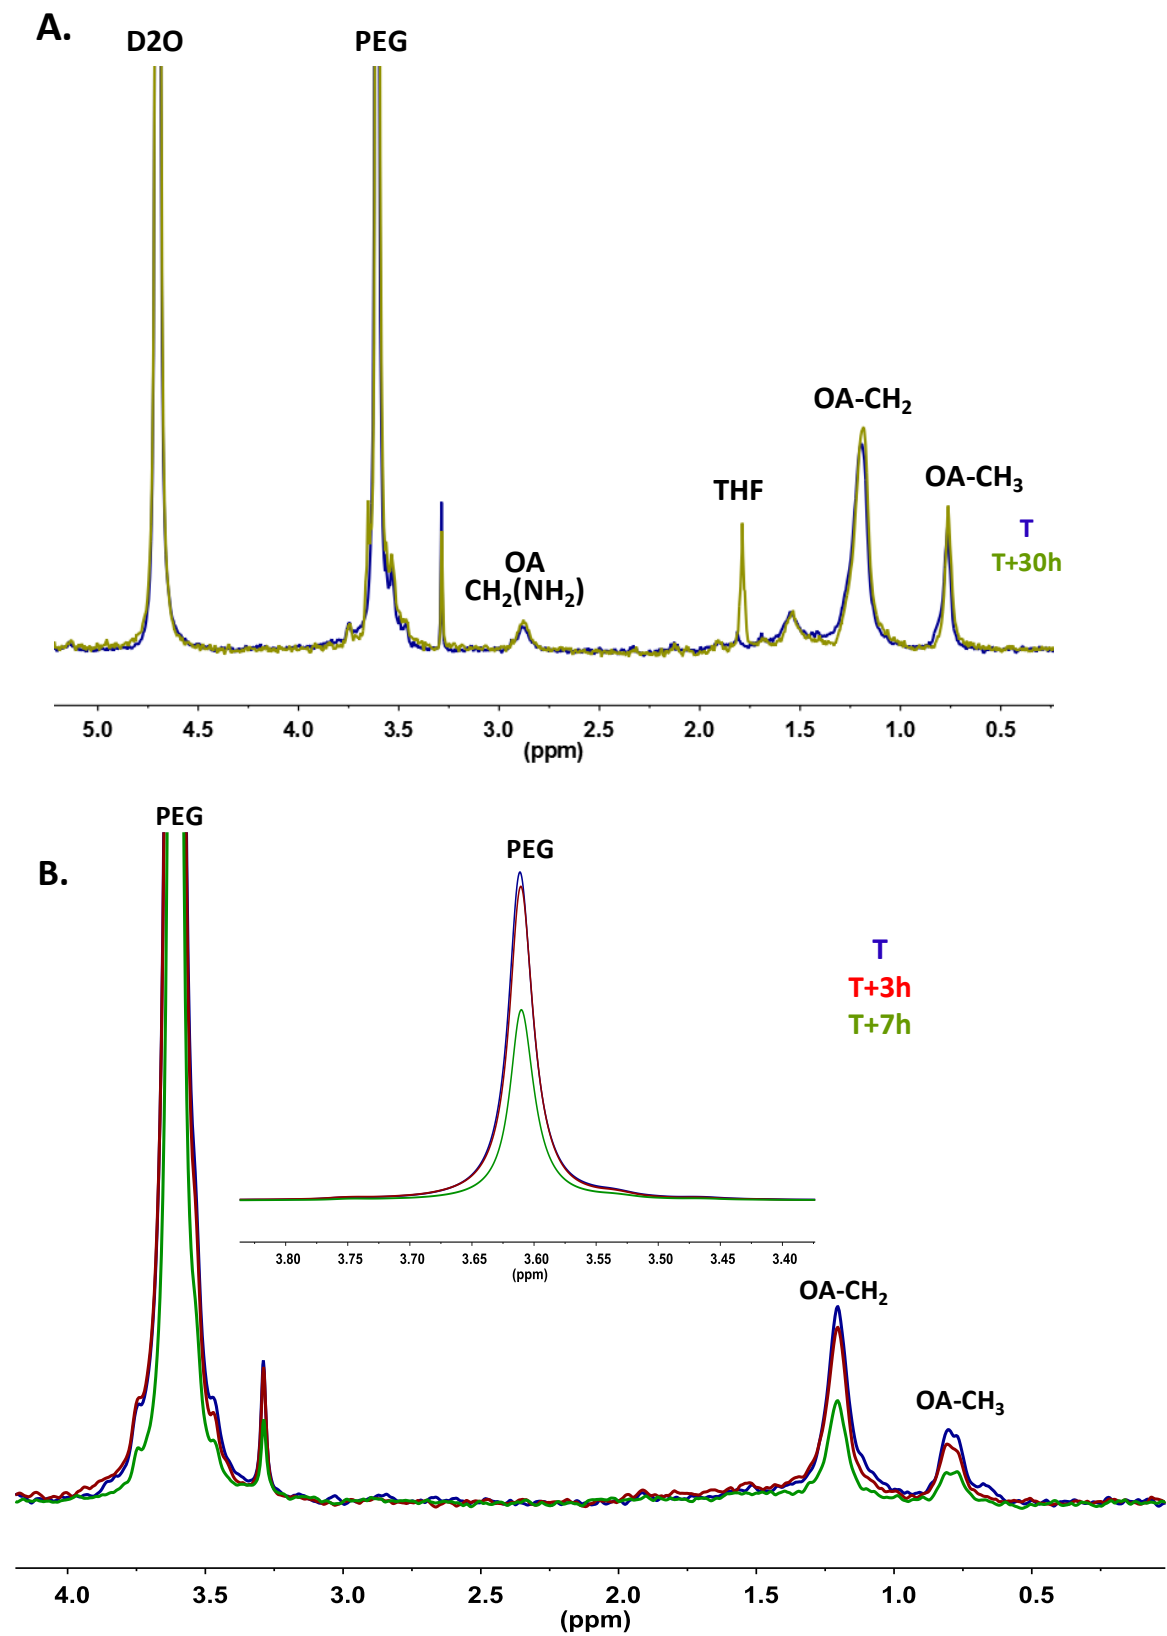 A.
D2O
PEG
OA-CH2
OA-CH3
THF
T
T+30h
OA
CH2(NH2)
5.0 4.5 4.0 3.5 3.0 2.5 2.0 1.5 1.0 0.5
(ppm)
B.
PEG
PEG
T
T+3h
T+7h
3.80 3.75 3.70 3.65 3.60 3.55 3.50 3.45 3.40
(ppm)
OA-CH2
OA-CH3
4.0 3.5 3.0 2.5 2.0 1.5 1.0 0.5
(ppm)